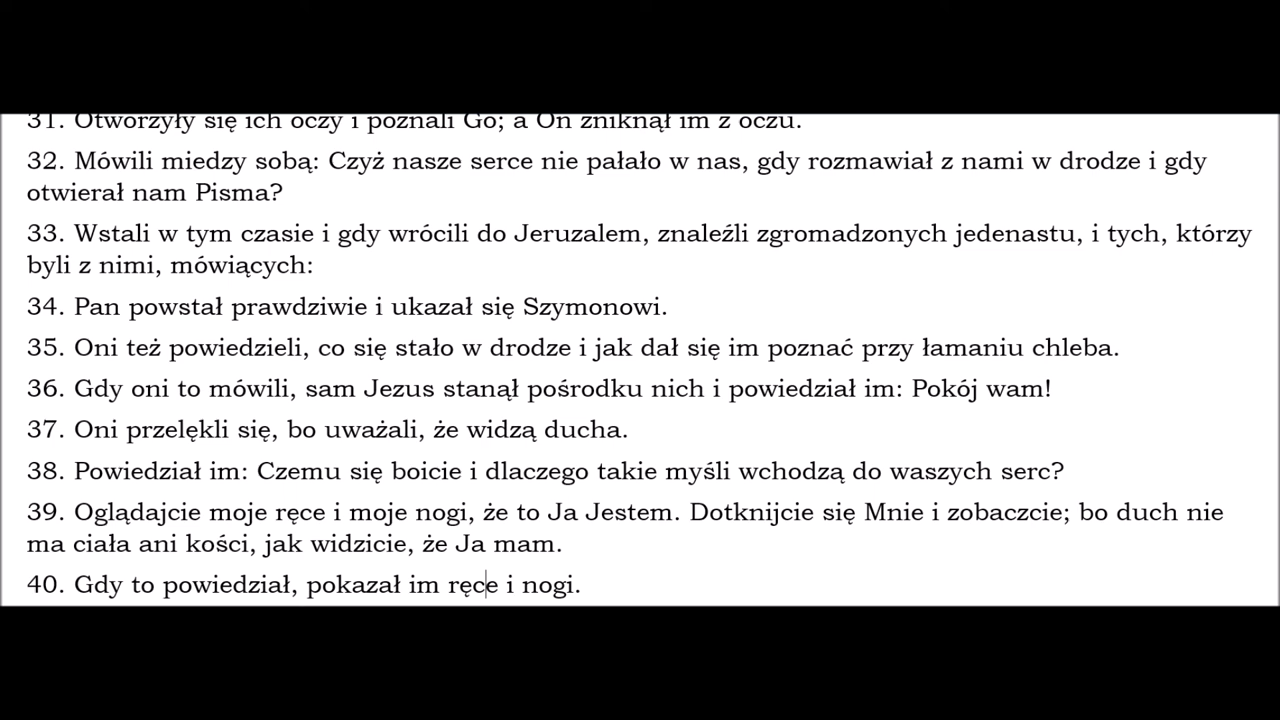 31. Otworzyły się ich oczy i poznali Go; a On zniknął im z oczu.
32. Mówili miedzy sobą: Czyż nasze serce nie pałało w nas, gdy rozmawiał z nami w drodze i gdy
otwierał nam Pisma?
33. Wstali w tym czasie i gdy wrócili do Jeruzalem, znaleźli zgromadzonych jedenastu, i tych, którzy
byli z nimi, mówiących:
34. Pan powstał prawdziwie i ukazał się Szymonowi.
35. Oni też powiedzieli, co się stało w drodze i jak dał się im poznać przy łamaniu chleba.
36. Gdy oni to mówili, sam Jezus stanął pośrodku nich i powiedział im: Pokój wam!
37. Oni przelękli się, bo uważali, że widzą ducha.
38. Powiedział im: Czemu się boicie i dlaczego takie myśli wchodzą do waszych serc?
39. Oglądajcie moje ręce i moje nogi, że to Ja Jestem. Dotknijcie się Mnie i zobaczcie; bo duch nie
ma ciała ani kości, jak widzicie, że Ja mam.
40. Gdy to powiedział, pokazał im ręce i nogi.